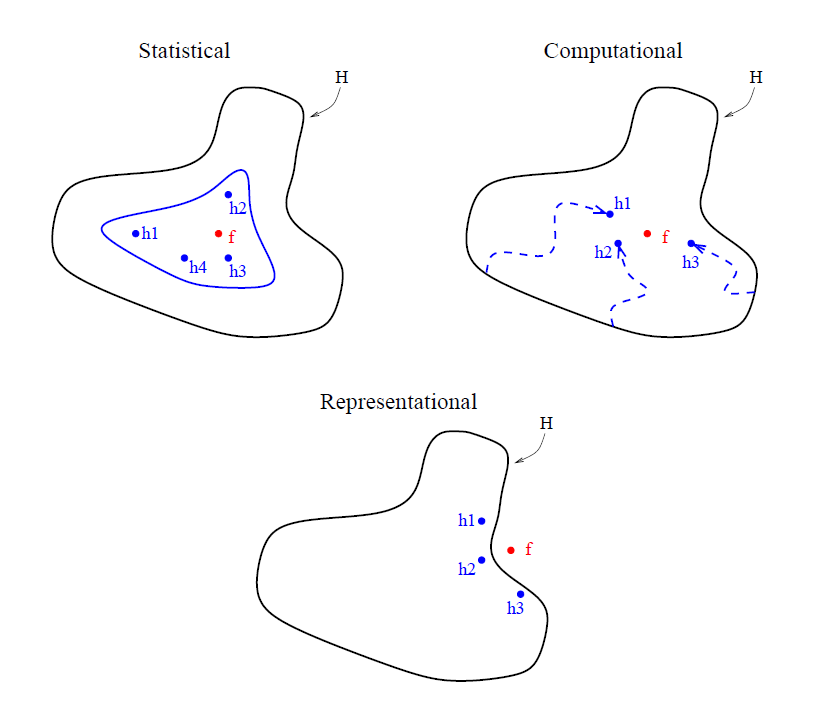 Statistical
H
h2
h1
f
h4
h3
Computational
H
h1
f
h2
h3
Representational
H
h1
f
h2
h3